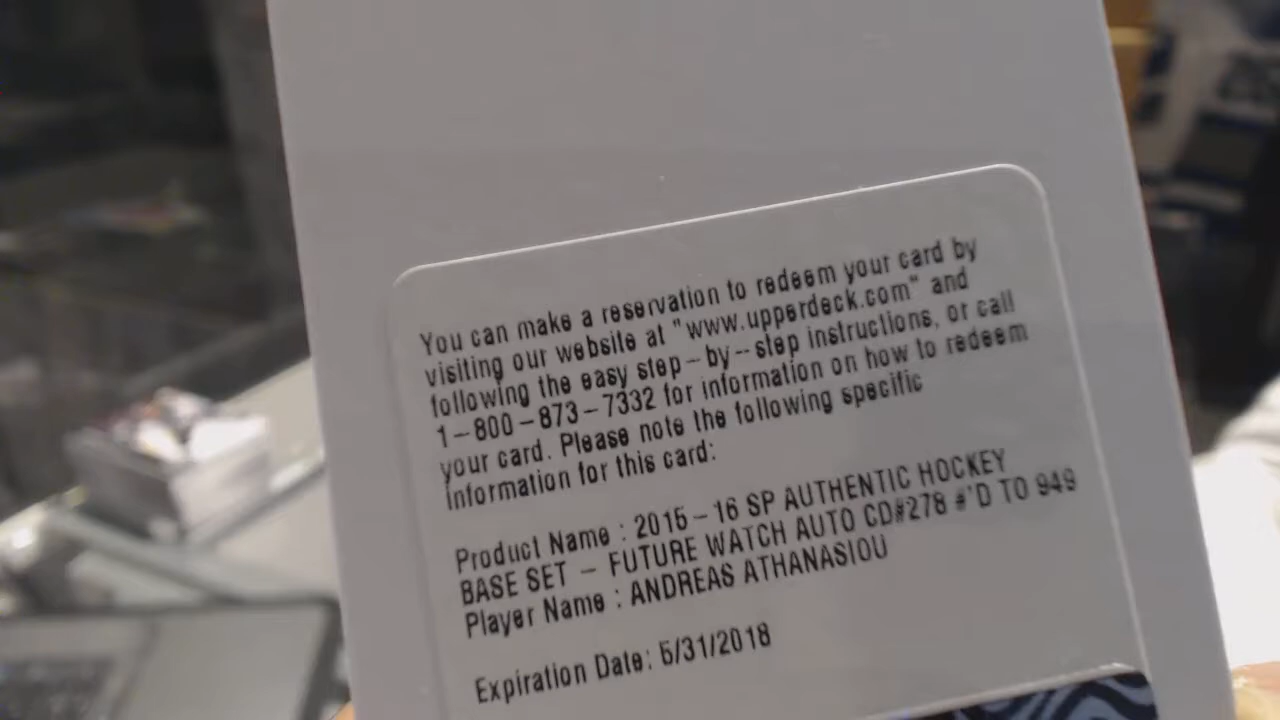 You can make a reservation to redeem your card by
visiting our website at "www.upperdeck.com" and
following the easy step-by--step instructions, or call
1-800-873-7332 for information on how to redeem
your card. Please note the following specific
information for this card:
Product Name : 2015-16 SP AUTHENTIC HOCKEY
BASE SET - FUTURE WATCH AUTO CD#278 #'D TO 949
Player Name : ANDREAS ATHANASIOU
Expiration Date: 5/31/2018